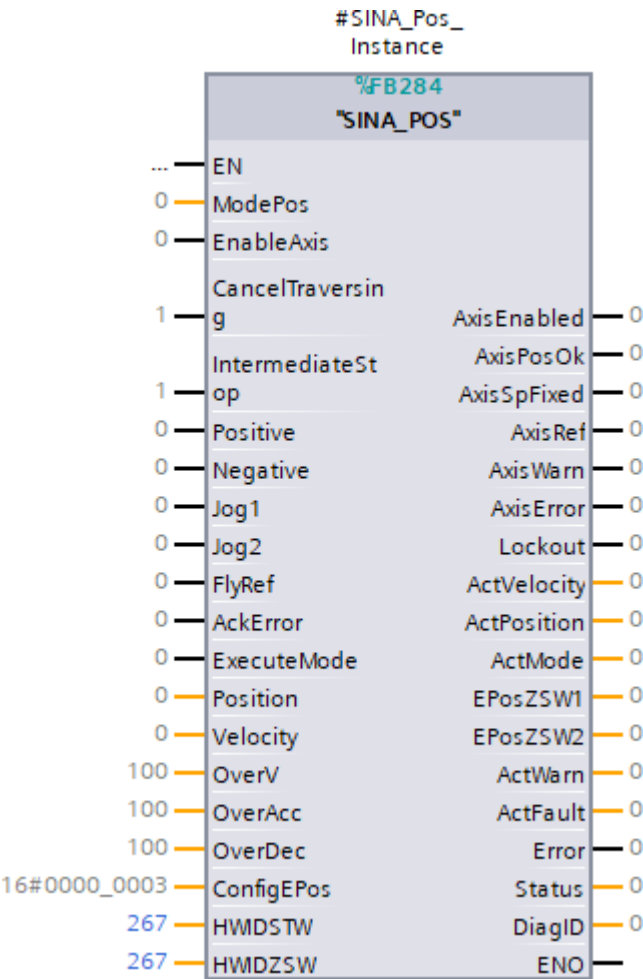 #SINA_Pos_
Instance
%FB284
"SINA_POS"
... EN
0 ModePos
0 EnableAxis
CancelTraversin
1 g AxisEnabled 0
AxisPosOk 0
IntermediateSt
1 op AxisSpFixed 0
0 Positive AxisRef 0
0 Negative AxisWarn 0
0 Jog1 AxisError 0
0 Jog2 Lockout 0
0 FlyRef ActVelocity 0
0 AckError ActPosition 0
0 ExecuteMode ActMode 0
0 Position EPosZSW1 0
0 Velocity EPosZSW2 0
100 OverV ActWarn 0
100 OverAcc ActFault 0
100 OverDec Error 0
16#0000_0003 ConfigEPos Status 0
267 HWIDSTW DiagID 0
267 HWIDZSW ENO